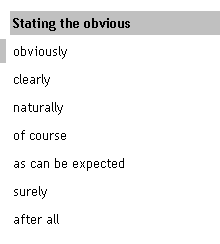 Stating the obvious
obviously
clearly
naturally
of course
as can be expected
surely
after all